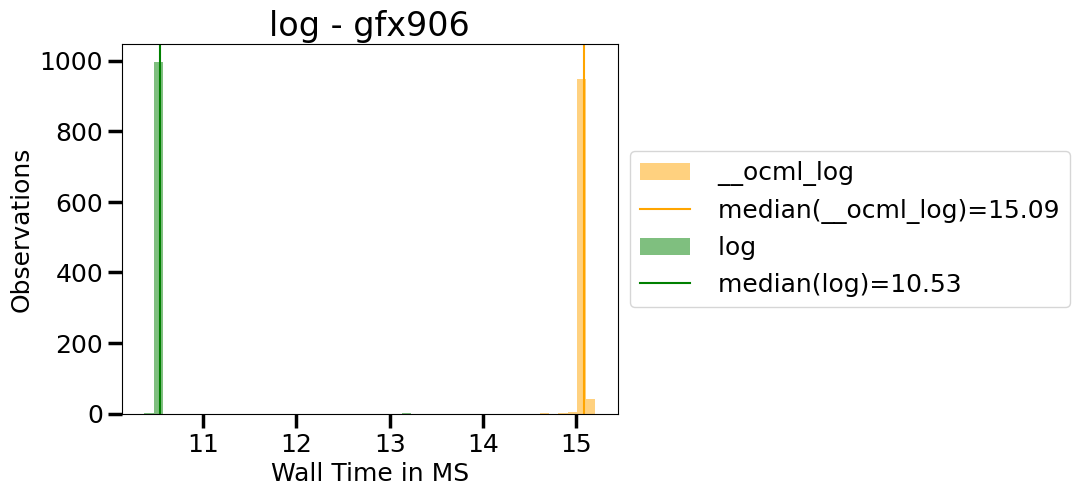 log - gfx906
Observations
1000
800
600
400
200
0
11 12 13 14 15
Wall Time in MS
__ocml_log
median(__ocml_log)=15.09
log
median(log)=10.53